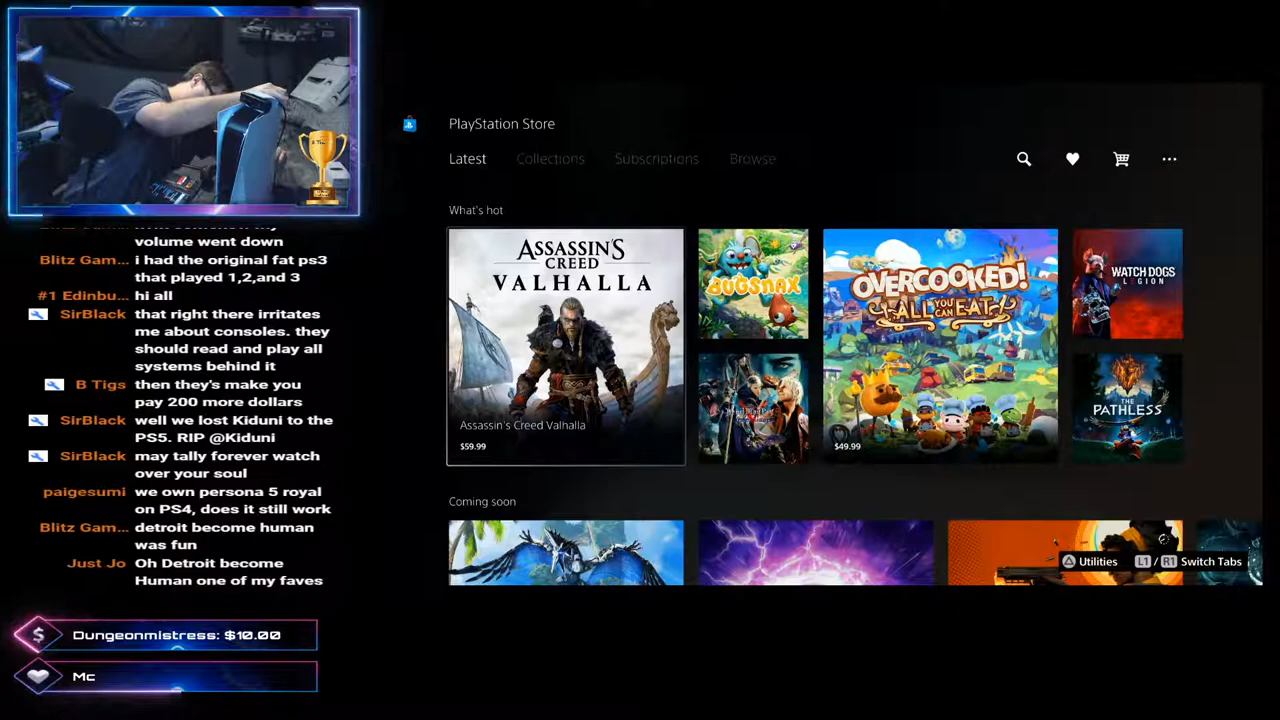 volume went down
Blitz Gam... i had the original fat ps3
that played 1,2,and 3
#1 Edinbu... hi all
SirBlack that right there irritates
me about consoles. they
should read and play all
systems behind it
B Tigs then they's make you
pay 200 more dollars
SirBlack well we lost Kiduni to the
PS5. RIP @Kiduni
SirBlack may tally forever watch
over your soul
paigesumi we own persona 5 royal
on PS4, does it still work
Blitz Gam... detroit become human
was fun
Just Jo Oh Detroit become
Human one of my faves
$ Dungeonmistress: $10.00
Mc
PlayStation Store
Latest Collections Subscriptions Browse
What's hot
ASSASSIN'S
CREED
VALHALLA
Assassin's Creed Valhalla
$59.99
BUGSNAX
OVERCOOKED!
ALL YOU CAN EAT
$49.99
WATCH DOGS
LEGION
THE
PATHLESS
Coming soon
Utilities L1 / R1 Switch Tabs